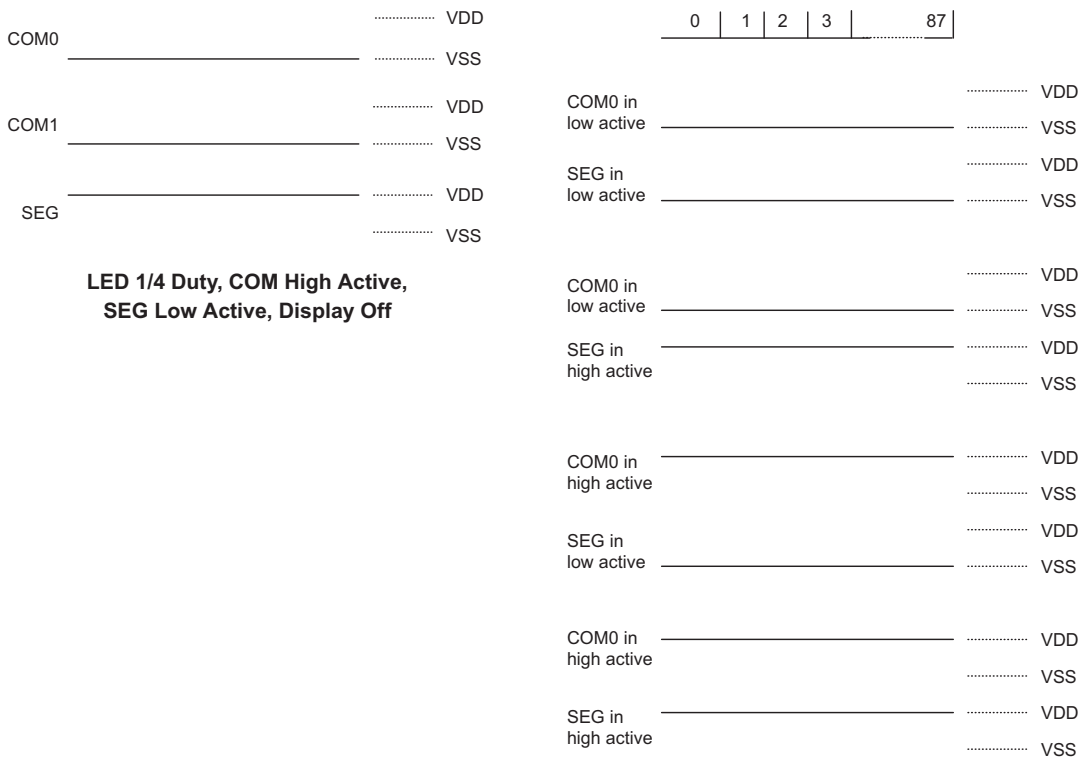 VDD
COM0
VSS
VDD
COM1
VSS
VDD
SEG
VSS
LED 1/4 Duty, COM High Active,
SEG Low Active, Display Off
0 1 2 3 87
VDD
COM0 in
low active
VSS
VDD
SEG in
low active
VSS
VDD
COM0 in
low active
VSS
VDD
SEG in
high active
VSS
VDD
COM0 in
high active
VSS
VDD
SEG in
low active
VSS
COM0 in
VDD
high active
VSS
VDD
SEG in
high active
VSS